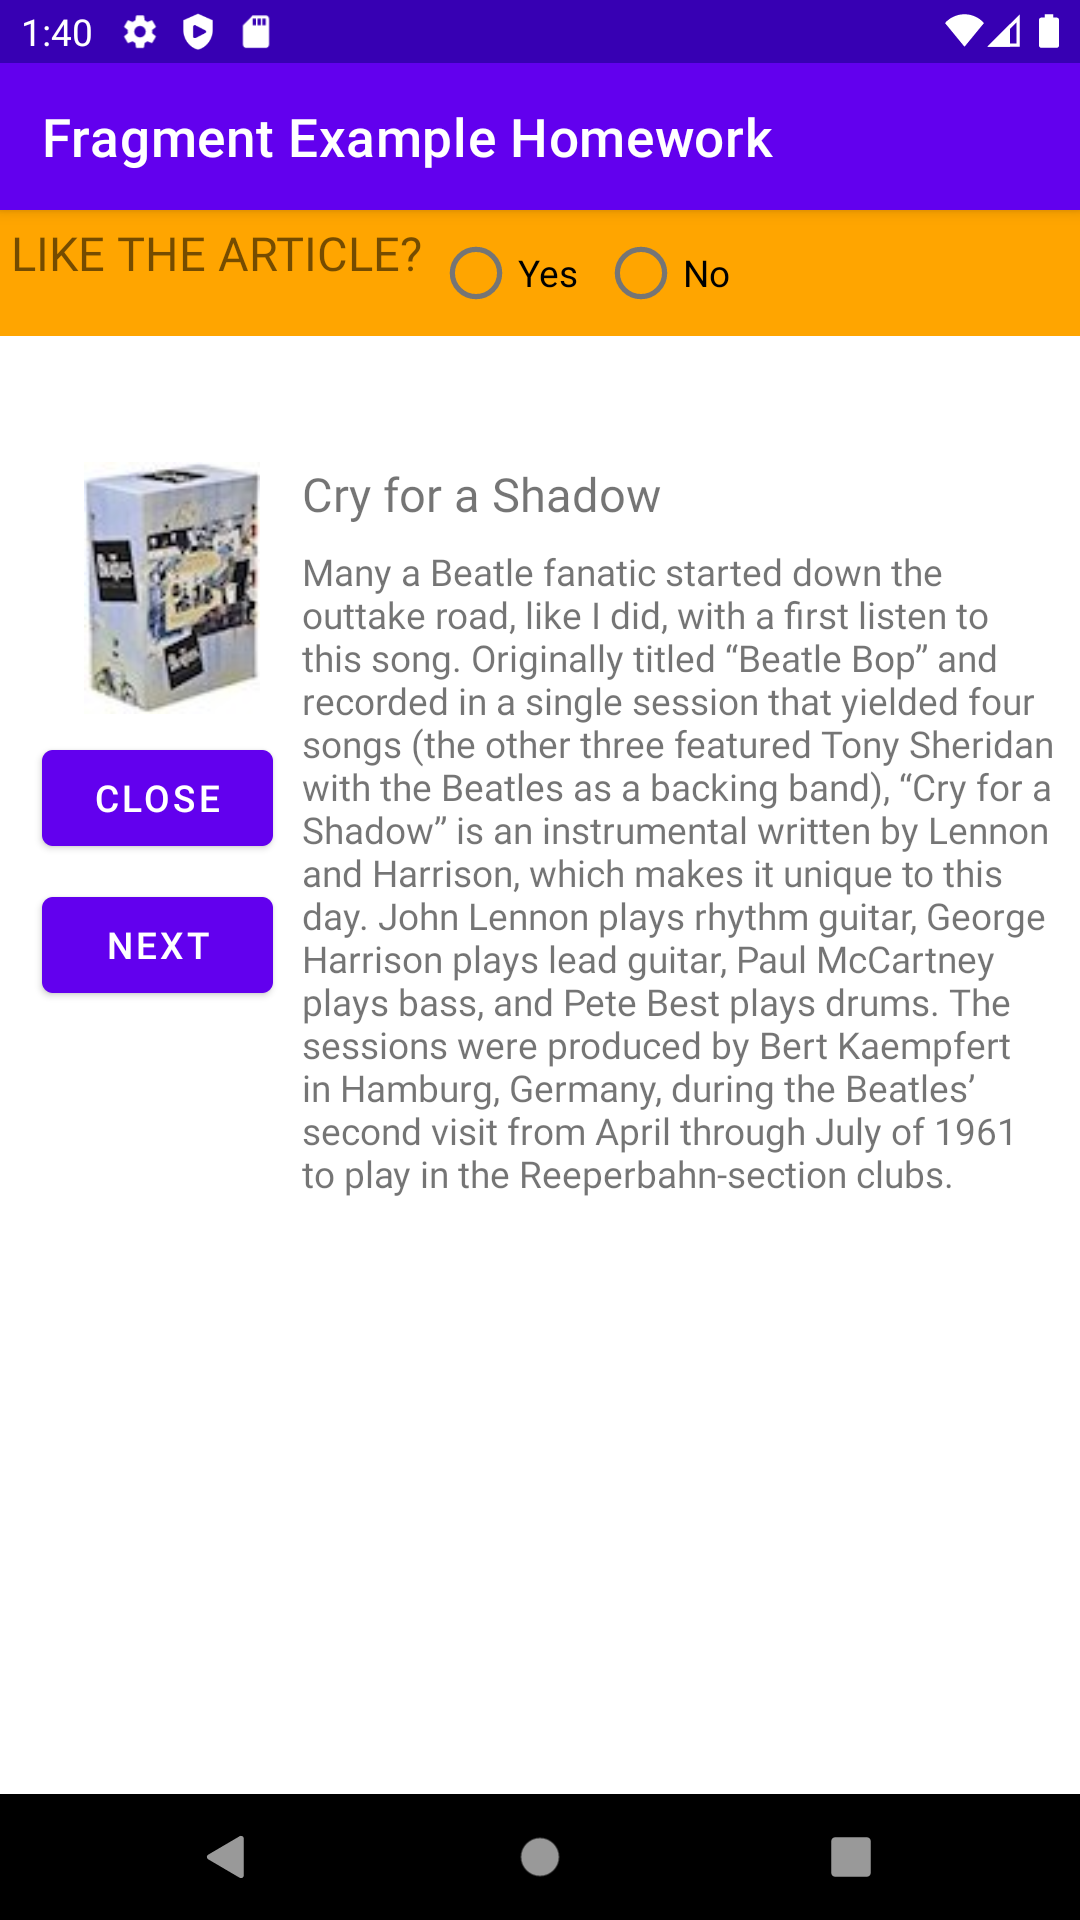 1:40
Fragment Example Homework
LIKE THE ARTICLE?
Yes
No
Cry for a Shadow
Many a Beatle fanatic started down the
outtake road, like I did, with a first listen to
this song. Originally titled “Beatle Bop” and
recorded in a single session that yielded four
songs (the other three featured Tony Sheridan
with the Beatles as a backing band), “Cry for a
Shadow” is an instrumental written by Lennon
and Harrison, which makes it unique to this
day. John Lennon plays rhythm guitar, George
Harrison plays lead guitar, Paul McCartney
plays bass, and Pete Best plays drums. The
sessions were produced by Bert Kaempfert
in Hamburg, Germany, during the Beatles’
second visit from April through July of 1961
to play in the Reeperbahn-section clubs.
CLOSE
NEXT